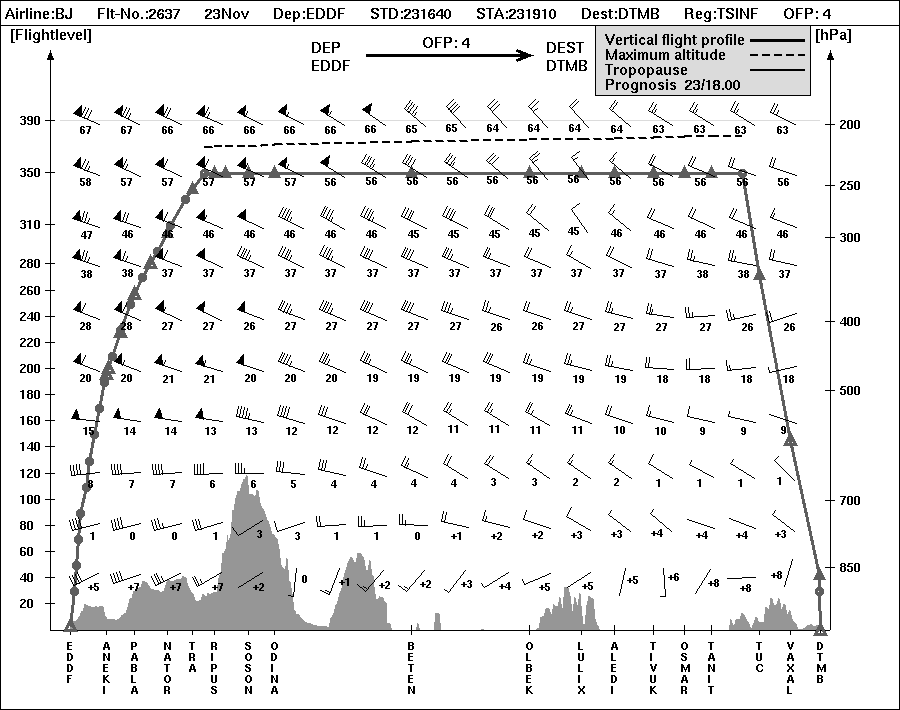 Airline:BJ Flt-No.:2637 23Nov Dep:EDDF STD:231640 STA:231910 Dest:DTMB Reg:TSINF OFP: 4
[Flightlevel] [hPa]
DEP OFP: 4 DEST
EDDF DTMB
Vertical flight profile
Maximum altitude
Tropopause
Prognosis 23/18.00
390 67 67 66 66 66 66 66 66 65 65 64 64 64 64 63 63 63 63 200
350 58 57 57 57 57 57 56 56 56 56 56 56 56 56 56 56 56 56 250
310 47 46 46 46 46 46 46 46 45 45 45 45 45 46 46 46 46 46 300
280 38 38 37 37 37 37 37 37 37 37 37 37 37 37 37 38 38 37
260
240 28 28 27 27 26 27 27 27 27 27 26 26 27 27 27 27 26 26 400
220
200 20 20 21 21 20 20 20 19 19 19 19 19 19 19 18 18 18 18 500
180
160 15 14 14 13 13 12 12 12 12 11 11 11 11 10 10 9 9 9
140
120 8 7 7 6 6 5 4 4 4 4 3 3 2 2 1 1 1 1
100 700
80 1 0 0 1 3 3 1 1 0 +1 +2 +2 +3 +3 +4 +4 +4 +3
60
40 +5 +7 +7 +7 +2 0 +1 +2 +2 +3 +4 +5 +5 +5 +6 +8 +8 +8 850
20
EDDF ANEKI PABLA NATOR TRA RIPUS SOSON ODINA BETEN OLBEK LULIX ALEDI TIVUK OSMAR TANIT TUC VAXAL DTMB